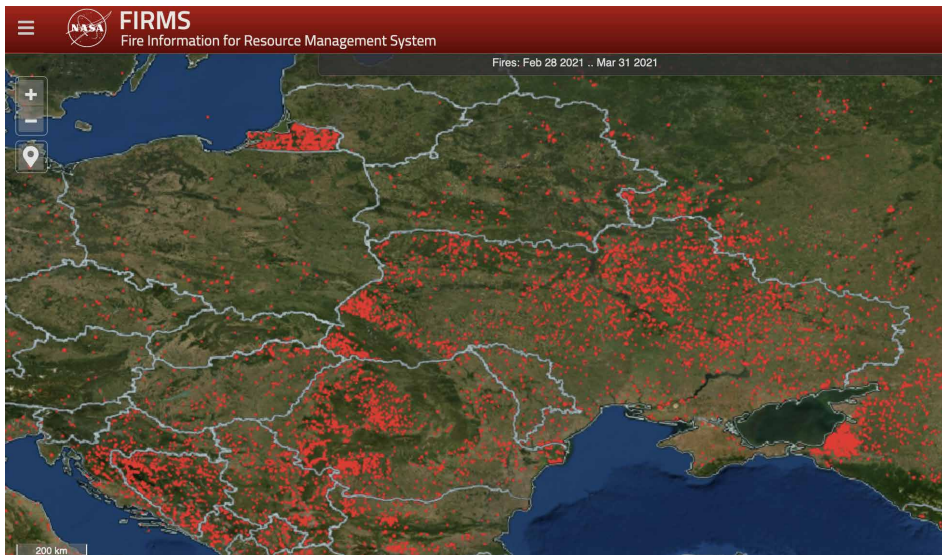 NASA
FIRMS
Fire Information for Resource Management System
Fires: Feb 28 2021 .. Mar 31 2021
+
−
200 km